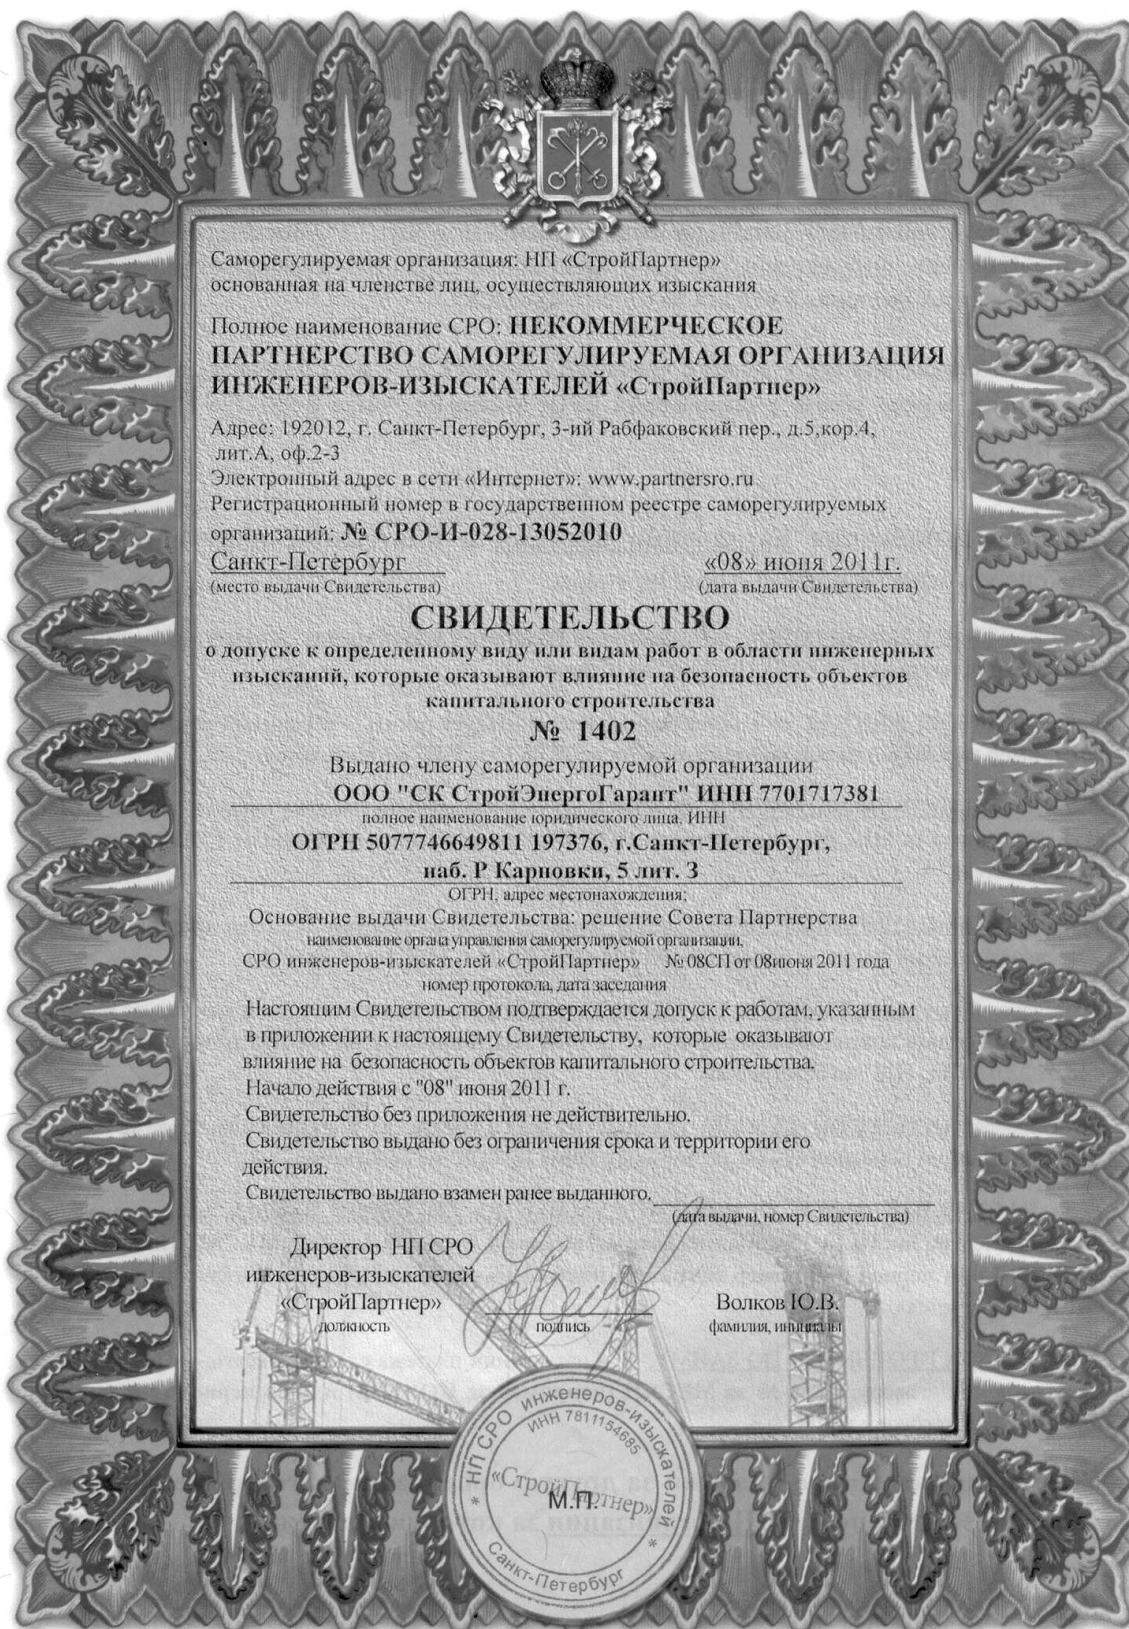 Саморегулируемая организация: НП «СтройПартнер»
основанная на членстве лиц, осуществляющих изыскания
Полное наименование СРО: НЕКОММЕРЧЕСКОЕ
ПАРТНЕРСТВО САМОРЕГУЛИРУЕМАЯ ОРГАНИЗАЦИЯ
ИНЖЕНЕРОВ-ИЗЫСКАТЕЛЕЙ «СтройПартнер»
Адрес: 192012, г. Санкт-Петербург, 3-ий Рабфаковский пер., д.5,кор.4,
лит.А, оф.2-3
Электронный адрес в сети «Интернет»: www.partnersro.ru
Регистрационный номер в государственном реестре саморегулируемых
организаций: № СРО-И-028-13052010
Санкт-Петербург «08» июня 2011г.
(место выдачи Свидетельства) (дата выдачи Свидетельства)
СВИДЕТЕЛЬСТВО
о допуске к определенному виду или видам работ в области инженерных
изысканий, которые оказывают влияние на безопасность объектов
капитального строительства
№ 1402
Выдано члену саморегулируемой организации
ООО "СК СтройЭнергоГарант" ИНН 7701717381
полное наименование юридического лица, ИНН
ОГРН 5077746649811 197376, г.Санкт-Петербург,
наб. Р Карповки, 5 лит. З
ОГРН, адрес местонахождения;
Основание выдачи Свидетельства: решение Совета Партнерства
наименование органа управления саморегулируемой организации,
СРО инженеров-изыскателей «СтройПартнер» № 08СП от 08июня 2011 года
номер протокола, дата заседания
Настоящим Свидетельством подтверждается допуск к работам, указанным
в приложении к настоящему Свидетельству, которые оказывают
влияние на безопасность объектов капитального строительства.
Начало действия с "08" июня 2011 г.
Свидетельство без приложения не действительно.
Свидетельство выдано без ограничения срока и территории его
действия.
Свидетельство выдано взамен ранее выданного.
(дата выдачи, номер Свидетельства)
Директор НП СРО
инженеров-изыскателей
«СтройПартнер» Волков Ю.В.
должность подпись фамилия, инициалы
* НП СРО инженеров-изыскателей *
ИНН 7811154685
«СтройПартнер»
М.П.
Санкт-Петербург